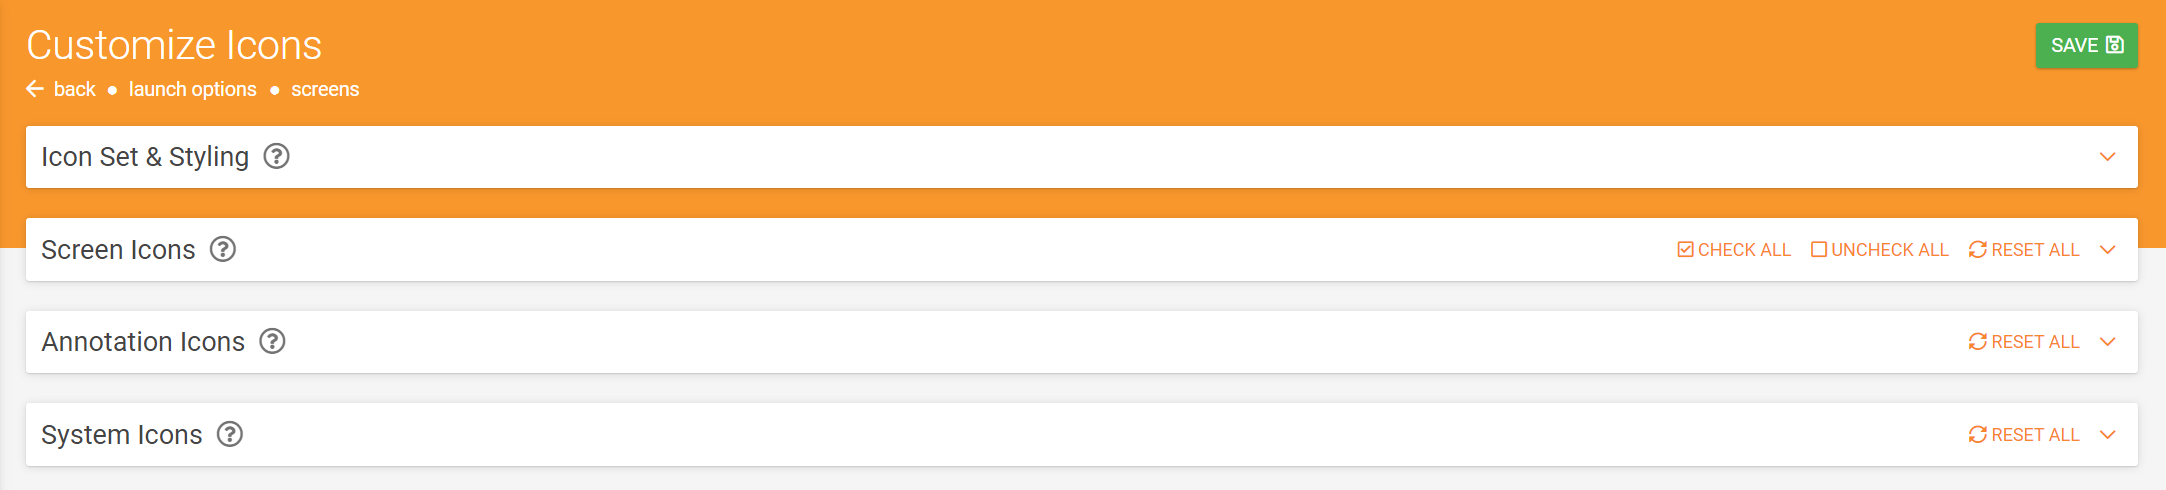 Customize Icons
SAVE
back • launch options • screens
Icon Set & Styling
Screen Icons CHECK ALL UNCHECK ALL RESET ALL
Annotation Icons RESET ALL
System Icons RESET ALL